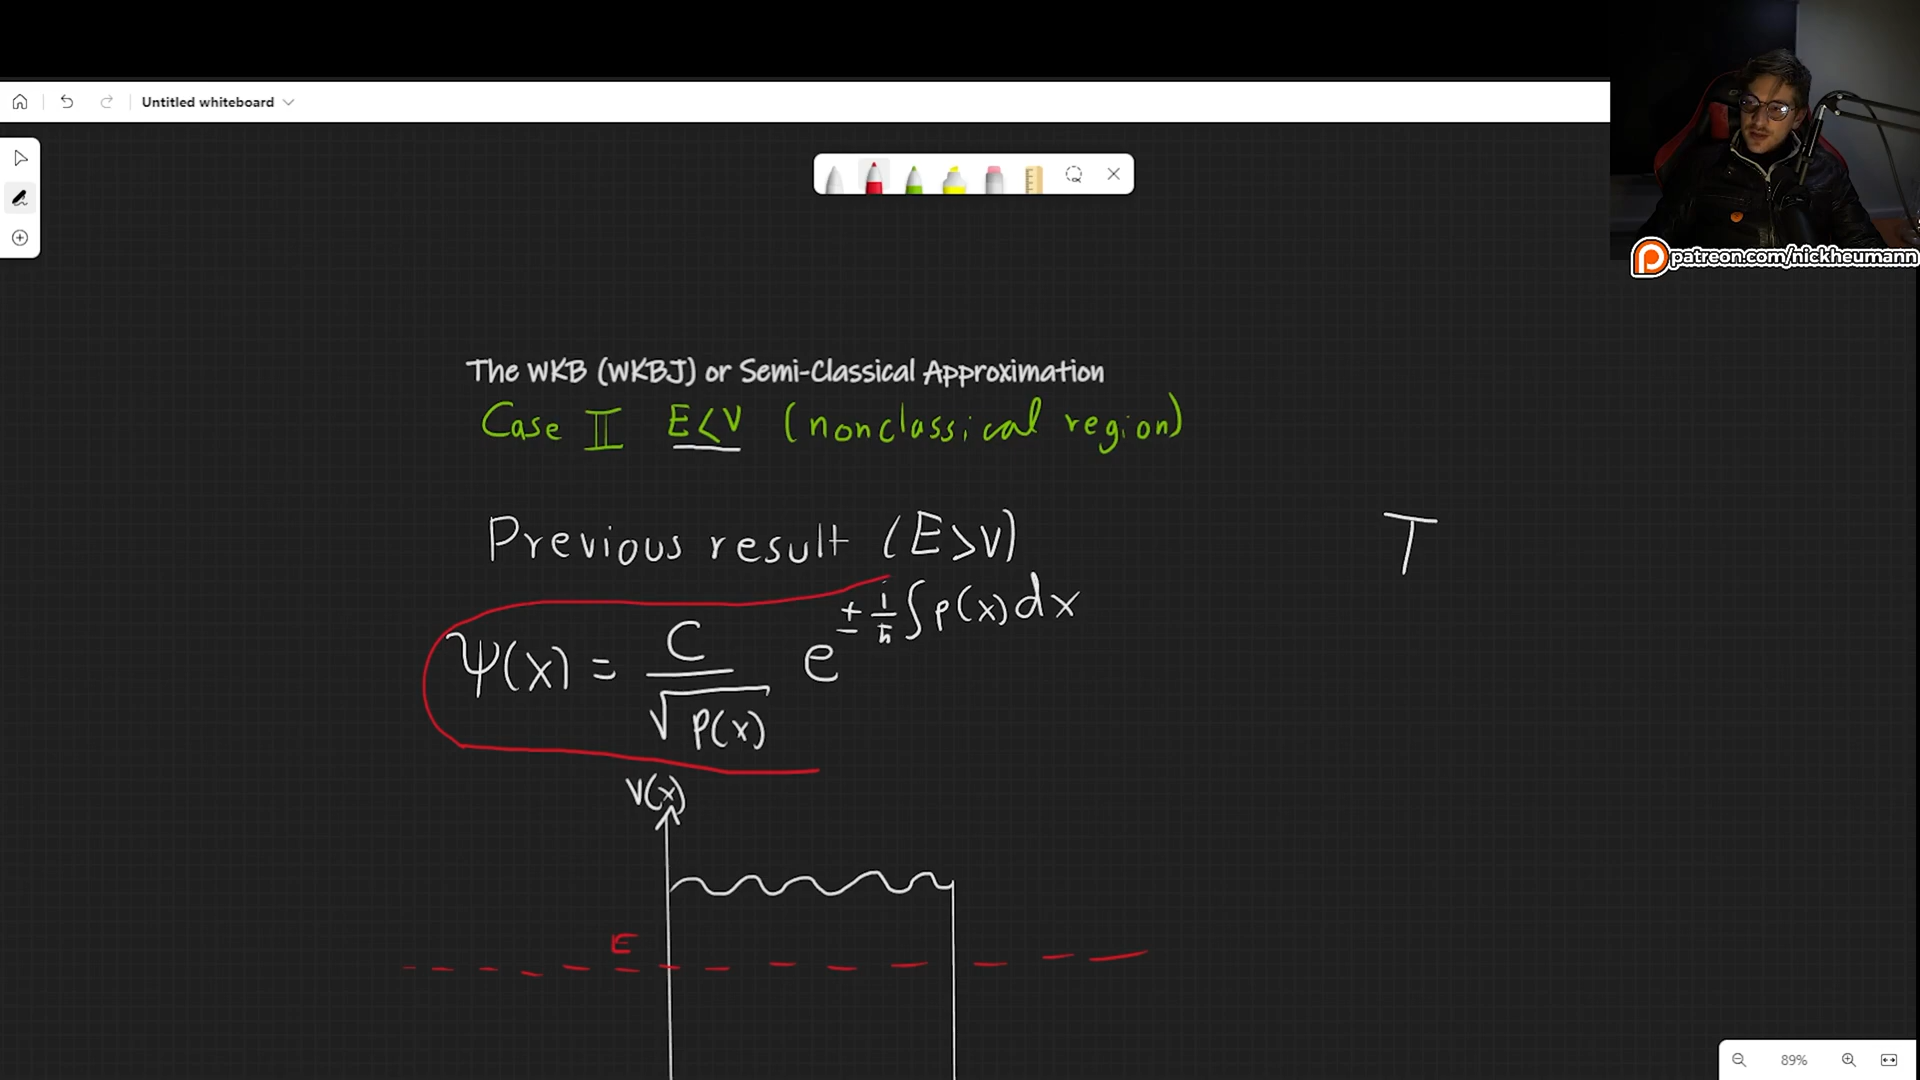 Untitled whiteboard
patreon.com/nickheumann
The WKB (WKBJ) or Semi-Classical Approximation
Case II E<V (nonclassical region)
Previous result (E>V)
T
ψ(x) = C/√p(x) e^{± i/ħ ∫p(x)dx}
V(x)
E
89%